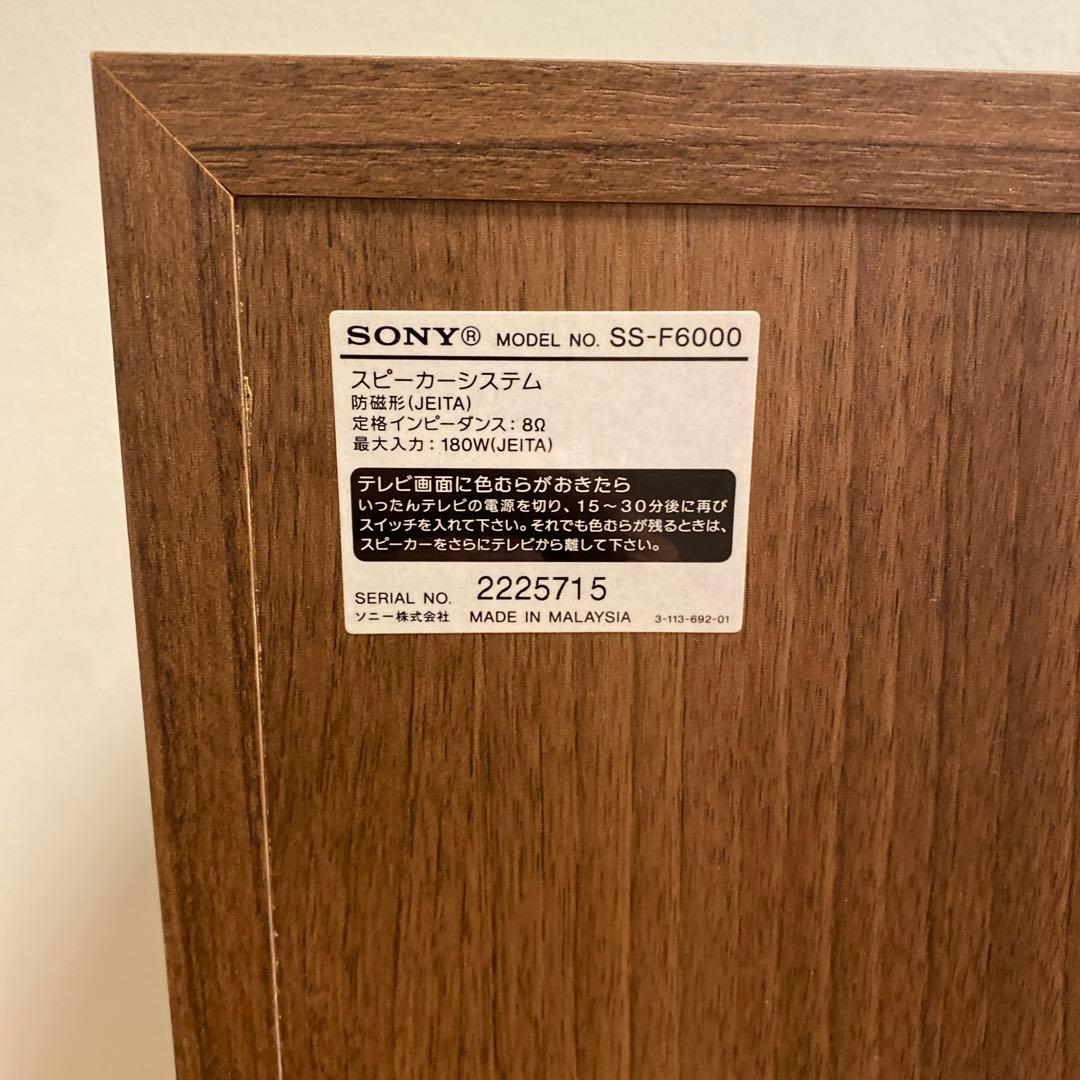 SONY® MODEL NO. SS-F6000
スピーカーシステム
防磁形(JEITA)
定格インピーダンス：8Ω
最大入力：180W(JEITA)
テレビ画面に色むらがおきたら
いったんテレビの電源を切り、15〜30分後に再び
スイッチを入れて下さい。それでも色むらが残るときは、
スピーカーをさらにテレビから離して下さい。
SERIAL NO. 2225715
ソニー株式会社 MADE IN MALAYSIA 3-113-692-01